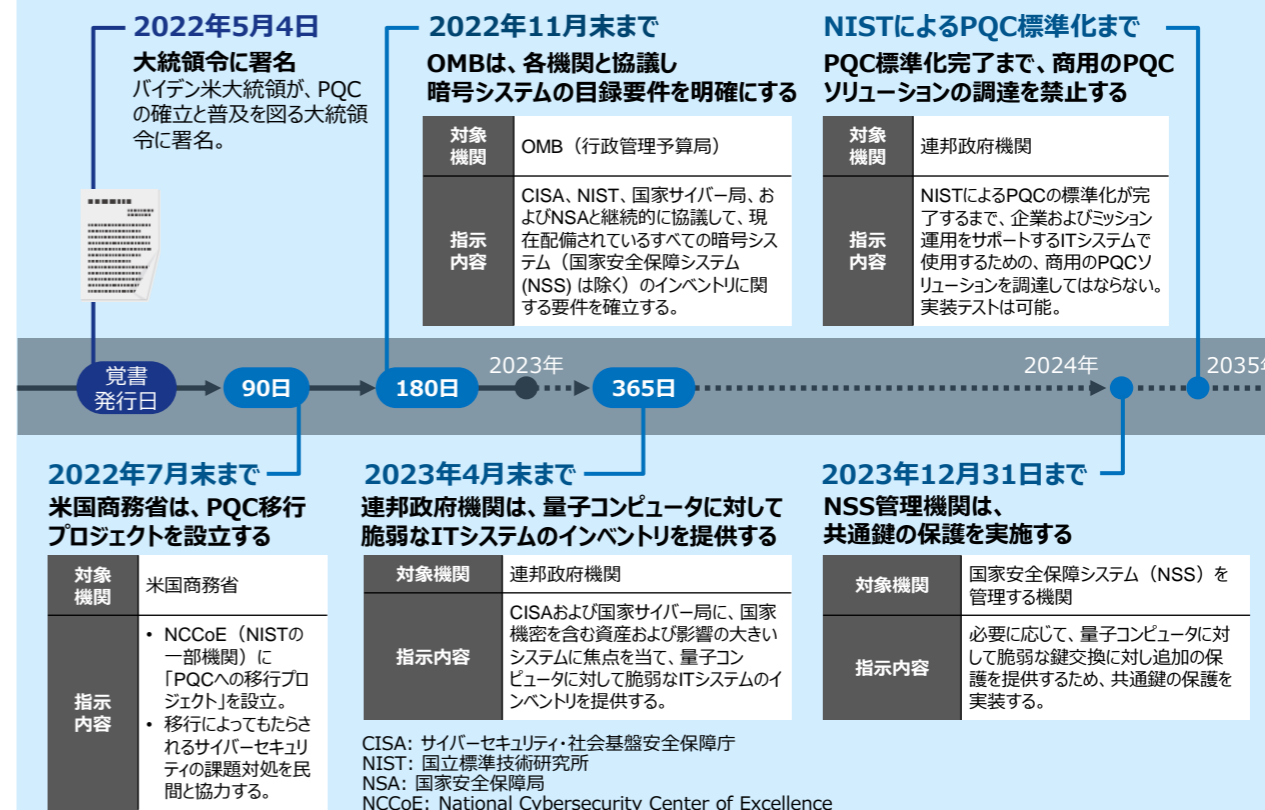 2022年5月4日
大統領令に署名
バイデン米大統領が、PQC
の確立と普及を図る大統領
令に署名。
2022年11月末まで
OMBは、各機関と協議し
暗号システムの目録要件を明確にする
対象
機関
OMB（行政管理予算局）
指示
内容
CISA、NIST、国家サイバー局、お
よびNSAと継続的に協議して、現
在配備されているすべての暗号シス
テム（国家安全保障システム
(NSS) は除く）のインベントリに関
する要件を確立する。
NISTによるPQC標準化まで
PQC標準化完了まで、商用のPQC
ソリューションの調達を禁止する
対象
機関
連邦政府機関
指示
内容
NISTによるPQCの標準化が完
了するまで、企業およびミッション
運用をサポートするITシステムで
使用するための、商用のPQCソ
リューションを調達してはならない。
実装テストは可能。
覚書
発行日
90日
180日
2023年
365日
2024年
2035年
2022年7月末まで
米国商務省は、PQC移行
プロジェクトを設立する
対象
機関
米国商務省
指示
内容
• NCCoE（NISTの
一部機関）に
「PQCへの移行プロ
ジェクト」を設立。
• 移行によってもたらさ
れるサイバーセキュリ
ティの課題対処を民
間と協力する。
2023年4月末まで
連邦政府機関は、量子コンピュータに対して
脆弱なITシステムのインベントリを提供する
対象機関
連邦政府機関
指示内容
CISAおよび国家サイバー局に、国家
機密を含む資産および影響の大きい
システムに焦点を当て、量子コン
ピュータに対して脆弱なITシステムのイ
ンベントリを提供する。
2023年12月31日まで
NSS管理機関は、
共通鍵の保護を実施する
対象機関
国家安全保障システム（NSS）を
管理する機関
指示内容
必要に応じて、量子コンピュータに対
して脆弱な鍵交換に対し追加の保
護を提供するため、共通鍵の保護を
実装する。
CISA: サイバーセキュリティ・社会基盤安全保障庁
NIST: 国立標準技術研究所
NSA: 国家安全保障局
NCCoE: National Cybersecurity Center of Excellence